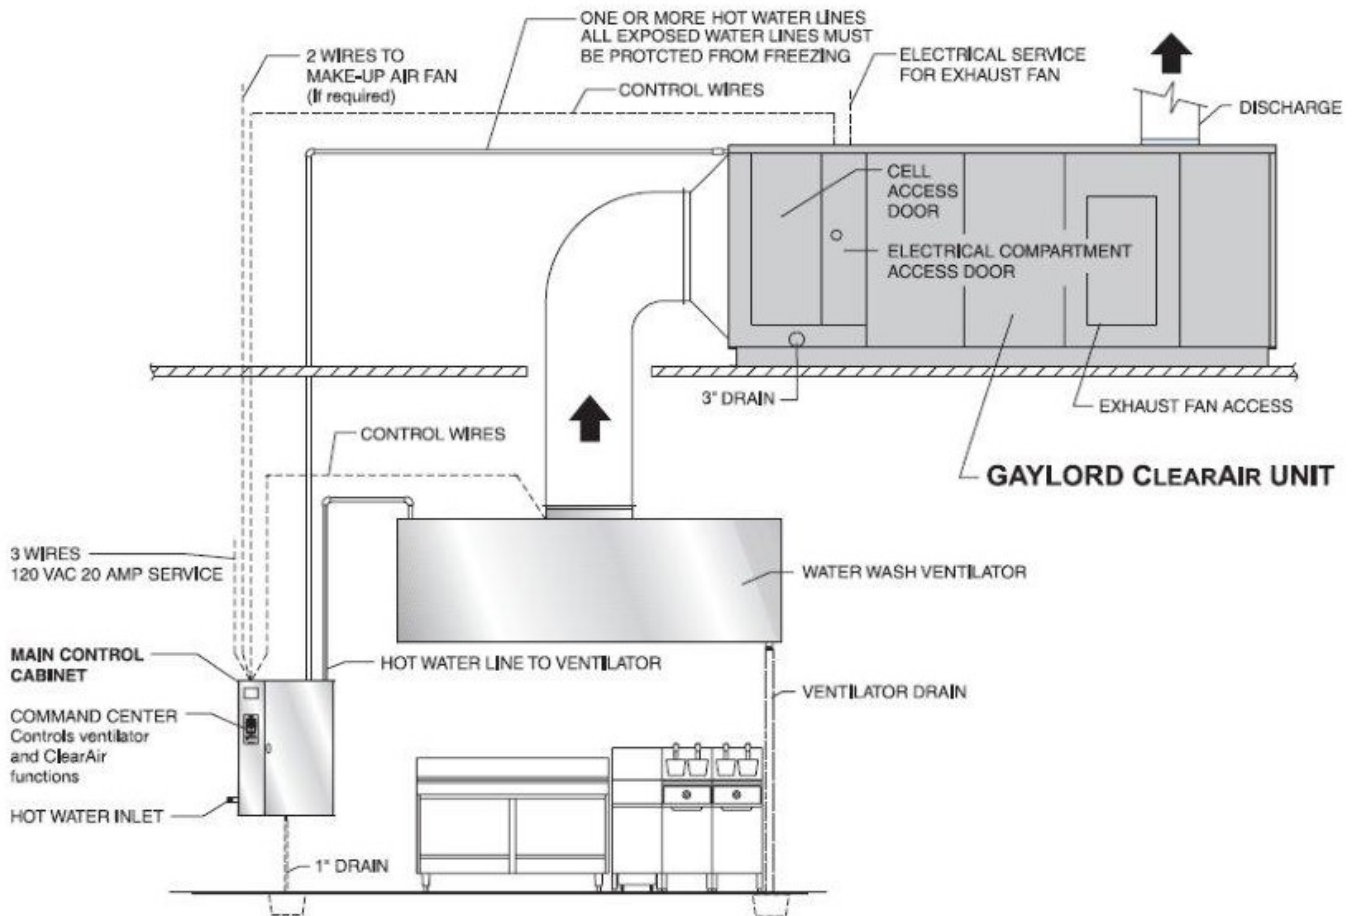 ONE OR MORE HOT WATER LINES
ALL EXPOSED WATER LINES MUST
BE PROTCTED FROM FREEZING
2 WIRES TO
MAKE-UP AIR FAN
(If required)
CONTROL WIRES
ELECTRICAL SERVICE
FOR EXHAUST FAN
DISCHARGE
CELL
ACCESS
DOOR
ELECTRICAL COMPARTMENT
ACCESS DOOR
3" DRAIN
EXHAUST FAN ACCESS
CONTROL WIRES
GAYLORD CLEARAIR UNIT
3 WIRES
120 VAC 20 AMP SERVICE
WATER WASH VENTILATOR
MAIN CONTROL
CABINET
HOT WATER LINE TO VENTILATOR
VENTILATOR DRAIN
COMMAND CENTER
Controls ventilator
and ClearAir
functions
HOT WATER INLET
1" DRAIN